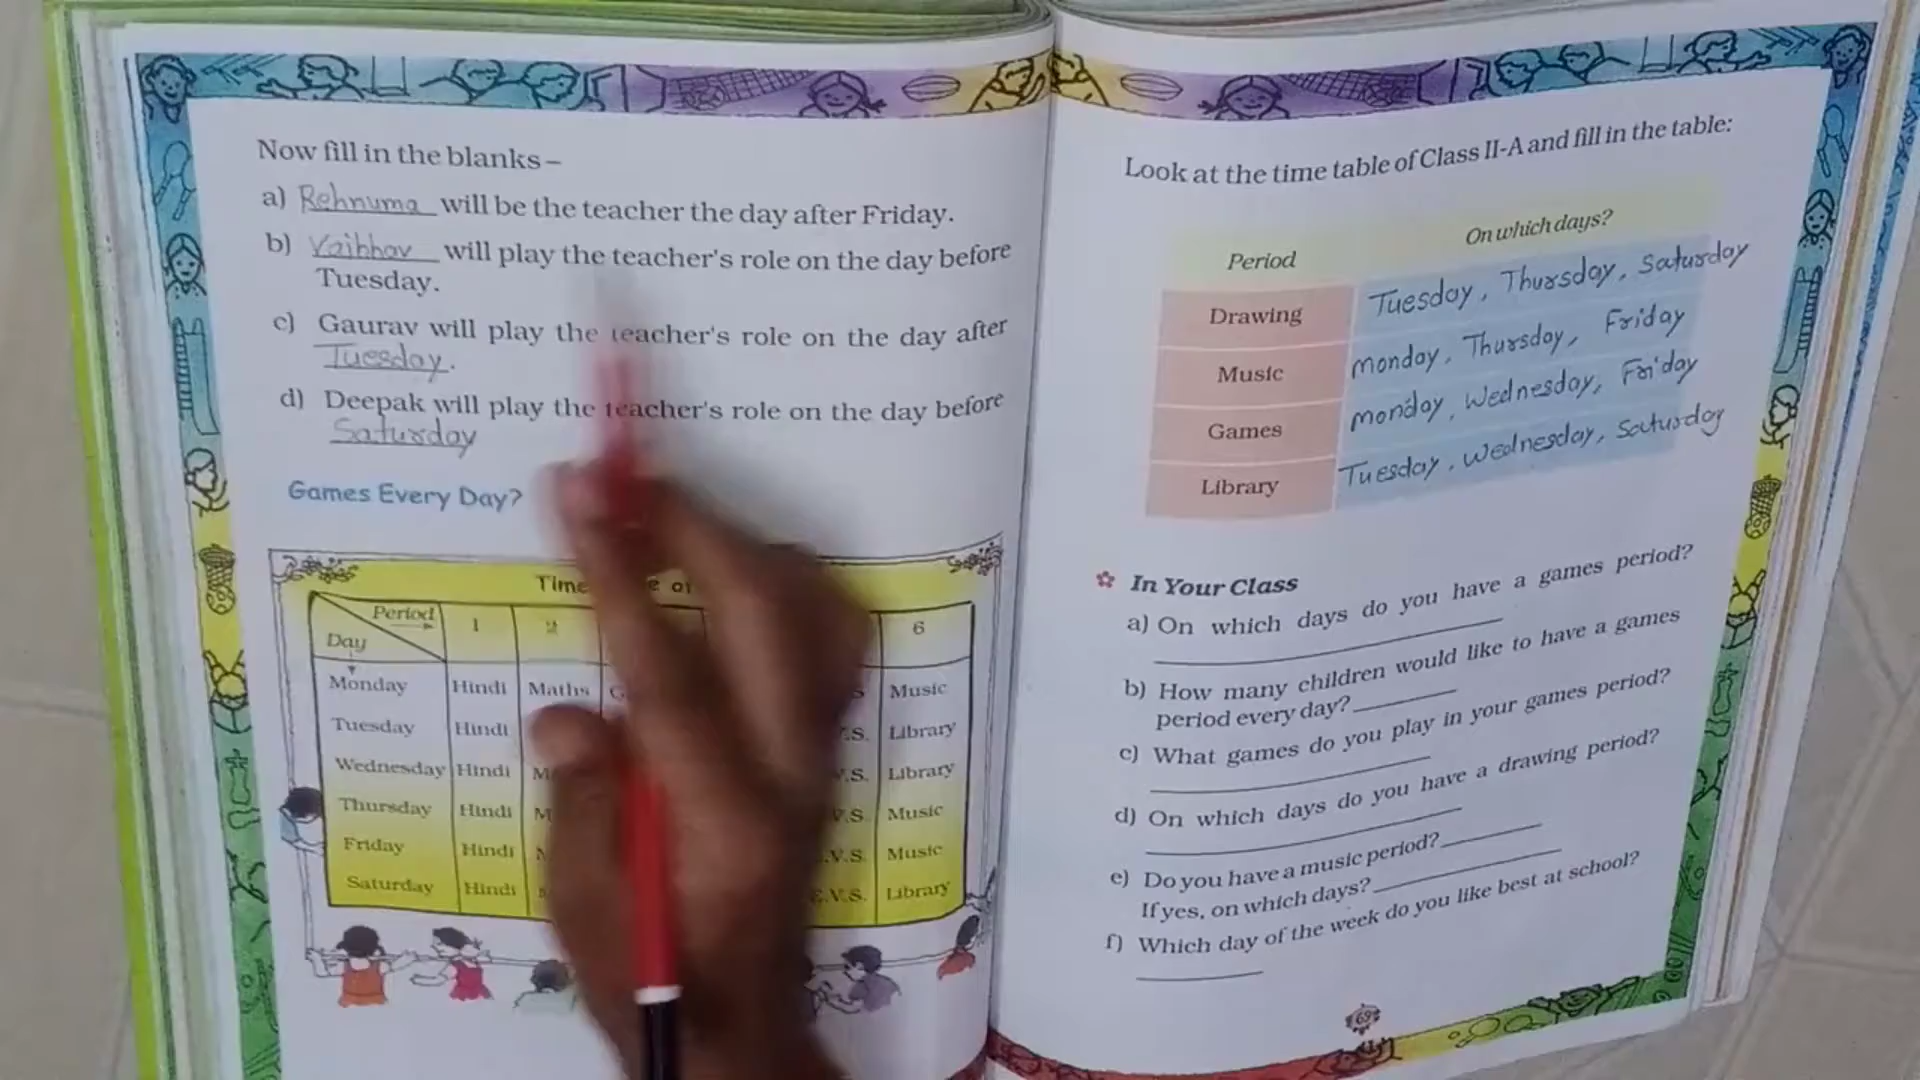 Now fill in the blanks –
a) Rehnuma will be the teacher the day after Friday.
b) Vaibhav will play the teacher's role on the day before
Tuesday.
c) Gaurav will play the teacher's role on the day after
Tuesday.
d) Deepak will play the teacher's role on the day before
Saturday
Games Every Day?
Time
Period 1 2 6
Day
Monday Hindi Maths Music
Tuesday Hindi Library
Wednesday Hindi Library
Thursday Hindi Music
Friday Hindi Music
Saturday Hindi E.V.S. Library
Look at the time table of Class II-A and fill in the table:
Period On which days?
Drawing Tuesday, Thursday, Saturday
Music monday, Thursday, Friday
Games monday, Wednesday, Friday
Library Tuesday, Wednesday, Saturday
In Your Class
a) On which days do you have a games period?
b) How many children would like to have a games
period every day?
c) What games do you play in your games period?
d) On which days do you have a drawing period?
e) Do you have a music period?
If yes, on which days?
f) Which day of the week do you like best at school?
69